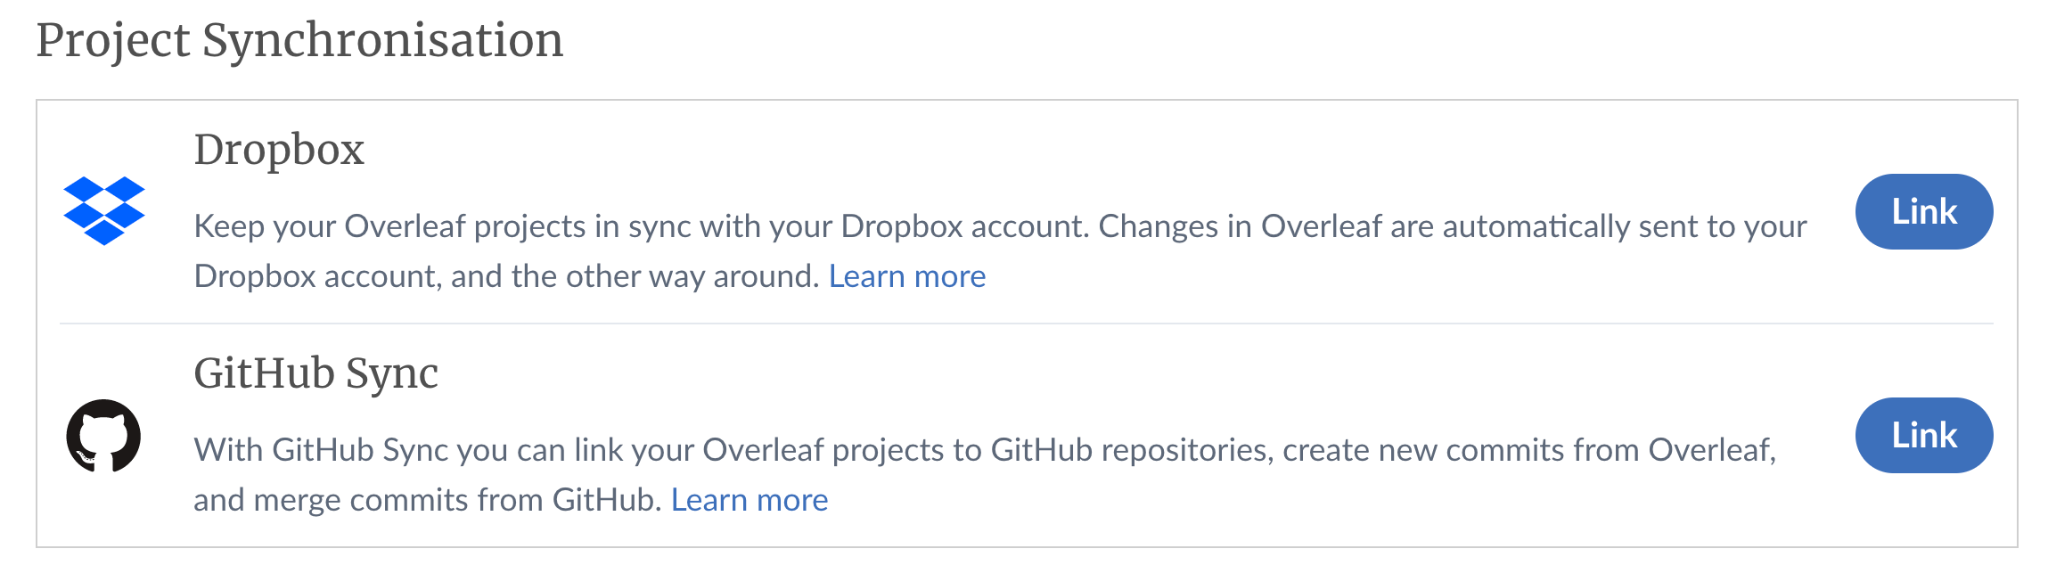 Project Synchronisation
Dropbox
Keep your Overleaf projects in sync with your Dropbox account. Changes in Overleaf are automatically sent to your
Dropbox account, and the other way around. Learn more
Link
GitHub Sync
With GitHub Sync you can link your Overleaf projects to GitHub repositories, create new commits from Overleaf,
and merge commits from GitHub. Learn more
Link